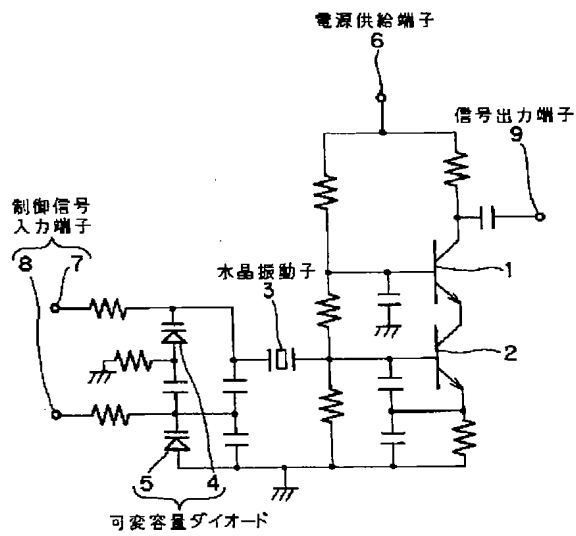 電源供給端子
6
信号出力端子
9
制御信号
入力端子
8 7
水晶振動子
3
1
2
5 4
可変容量ダイオード